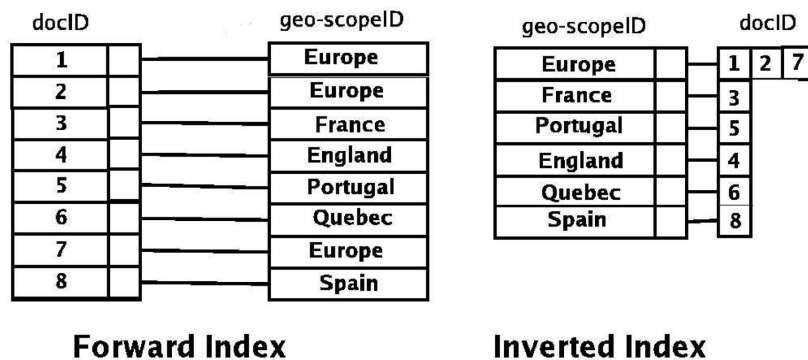 docID geo-scopeID
1 Europe
2 Europe
3 France
4 England
5 Portugal
6 Quebec
7 Europe
8 Spain
Forward Index
geo-scopeID docID
Europe 1 2 7
France 3
Portugal 5
England 4
Quebec 6
Spain 8
Inverted Index